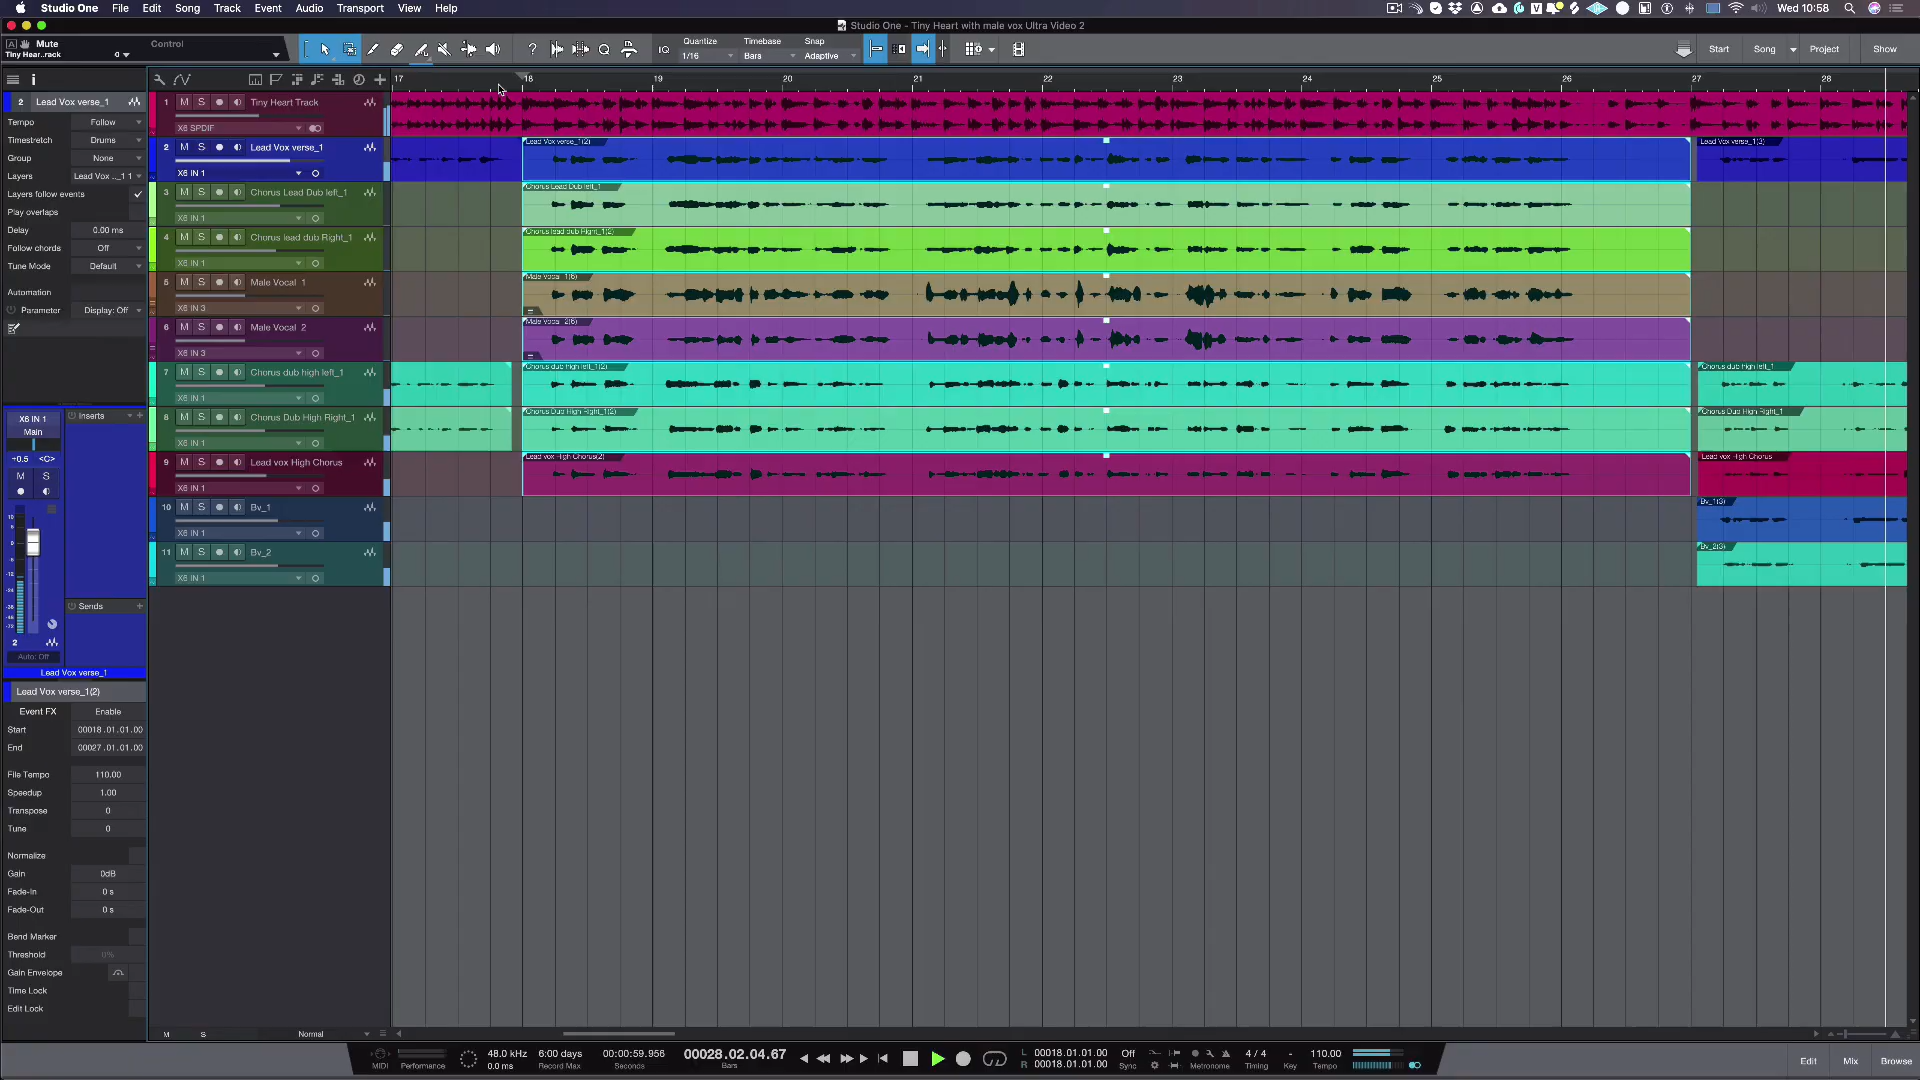 Studio One File Edit Song Track Event Audio Transport View Help
Wed 10:58
Studio One - Tiny Heart with male vox Ultra Video 2
Mute
Tiny Hear..rack
Control
IQ
Quantize
1/16
Timebase
Bars
Snap
Adaptive
Start Song Project Show
17 18 19 20 21 22 23 24 25 26 27 28
2 Lead Vox verse_1
Tempo Follow
Timestretch Drums
Group None
Layers Lead Vox .._1 1
Layers follow events
Play overlaps
Delay 0.00 ms
Follow chords Off
Tune Mode Default
Automation
Parameter Display: Off
1 M S Tiny Heart Track
X6 SPDIF
2 M S Lead Vox verse_1
X6 IN 1
3 M S Chorus Lead Dub left_1
X6 IN 1
4 M S Chorus lead dub Right_1
X6 IN 1
5 M S Male Vocal 1
X6 IN 3
6 M S Male Vocal 2
X6 IN 3
7 M S Chorus dub high left_1
X6 IN 1
8 M S Chorus Dub High Right_1
X6 IN 1
9 M S Lead vox High Chorus
X6 IN 1
10 M S Bv_1
X6 IN 1
11 M S Bv_2
X6 IN 1
Lead Vox verse_1(2)
Lead Vox verse_1(3)
Chorus Lead Dub left_1
Chorus lead dub Right_1(2)
Male Vocal 1(6)
Male Vocal 2(6)
Chorus dub high left_1(2)
Chorus dub high left_1
Chorus Dub High Right_1(2)
Chorus Dub High Right_1
Lead vox High Chorus(2)
Lead vox High Chorus
Bv_1(3)
Bv_2(3)
X6 IN 1
Main
+0.5 <C>
M S
Inserts
Sends
2
Auto: Off
Lead Vox verse_1
Lead Vox verse_1(2)
Event FX Enable
Start 00018.01.01.00
End 00027.01.01.00
File Tempo 110.00
Speedup 1.00
Transpose 0
Tune 0
Normalize
Gain 0dB
Fade-In 0 s
Fade-Out 0 s
Bend Marker
Threshold 0%
Gain Envelope
Time Lock
Edit Lock
M S Normal
MIDI
Performance
48.0 kHz
0.0 ms
6:00 days
Record Max
00:00:59.956
Seconds
00028.02.04.67
Bars
L 00018.01.01.00
R 00018.01.01.00
Off
Sync
Metronome
4 / 4
Timing
-
Key
110.00
Tempo
Edit Mix Browse